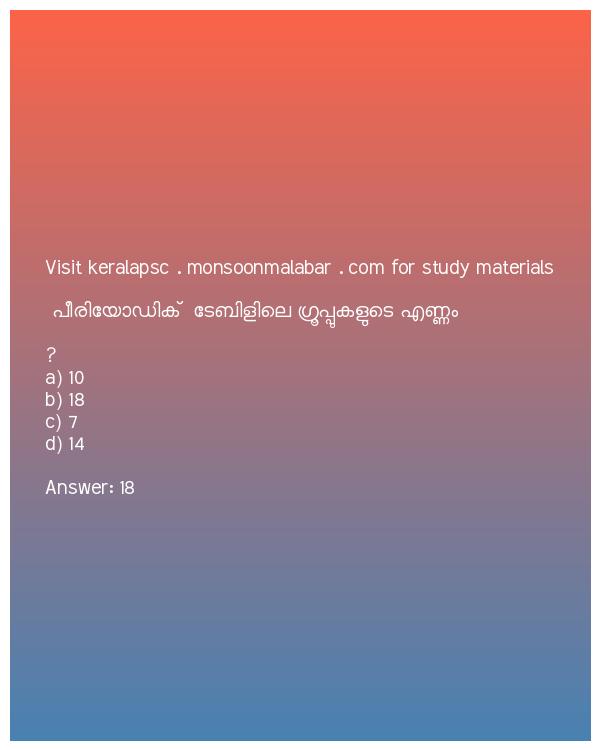 Visit keralapsc . monsoonmalabar . com for study materials
പീരിയോഡിക് ടേബിളിലെ ഗ്രൂപ്പുകളുടെ എണ്ണം
?
a) 10
b) 18
c) 7
d) 14
Answer: 18